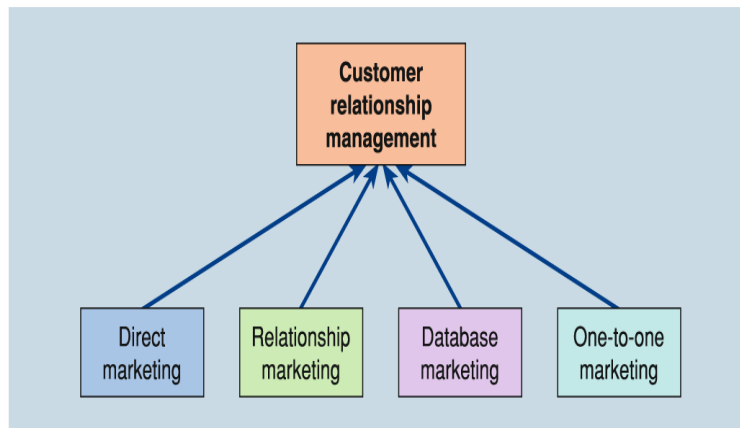 Customer
relationship
management
Direct
marketing
Relationship
marketing
Database
marketing
One-to-one
marketing